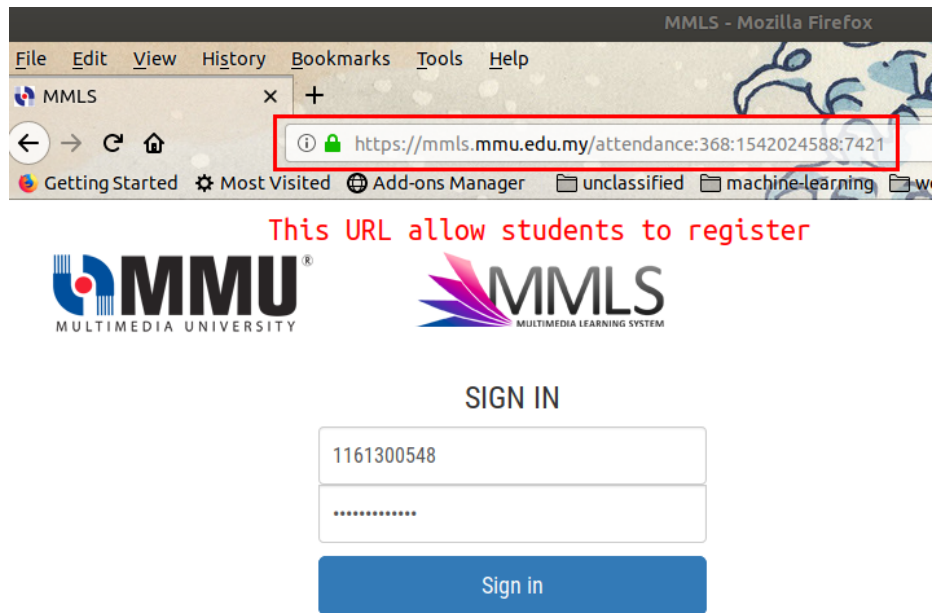 MMLS - Mozilla Firefox
File Edit View History Bookmarks Tools Help
MMLS × +
https://mmls.mmu.edu.my/attendance:368:1542024588:7421
Getting Started Most Visited Add-ons Manager unclassified machine-learning
This URL allow students to register
MMU®
MULTIMEDIA UNIVERSITY
MMLS
MULTIMEDIA LEARNING SYSTEM
SIGN IN
1161300548
•••••••••••••
Sign in